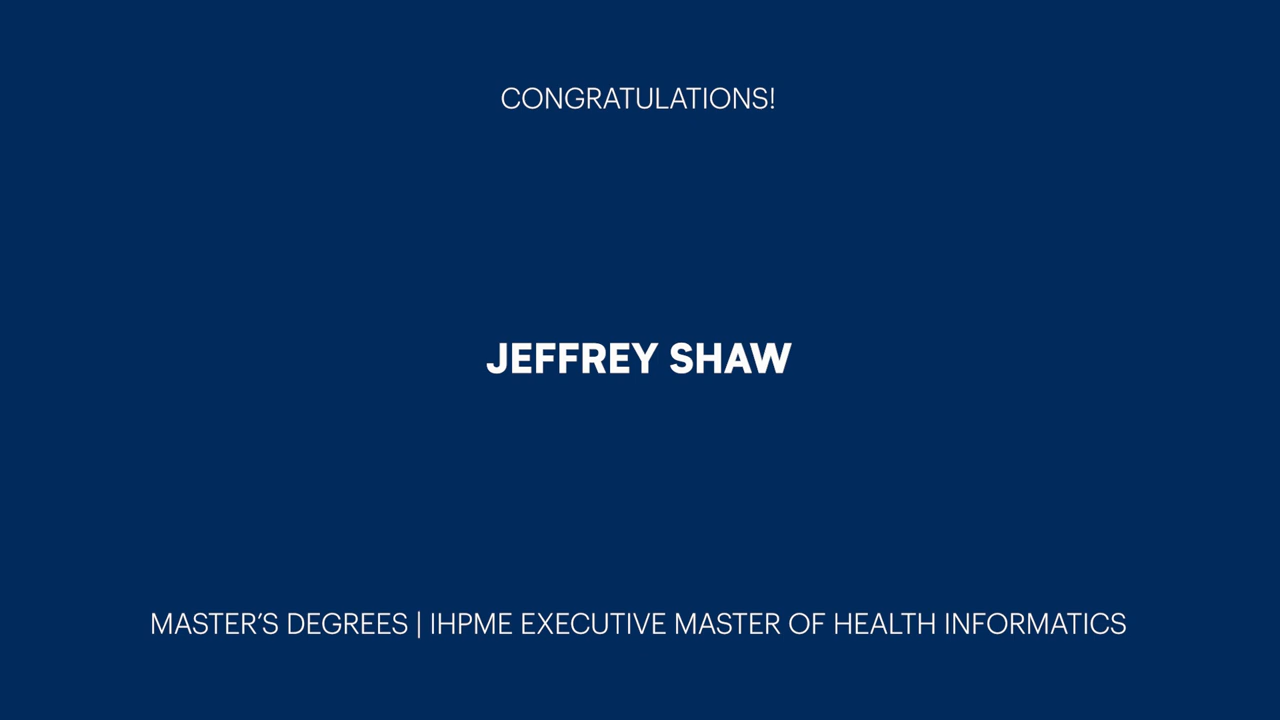 CONGRATULATIONS!
JEFFREY SHAW
MASTER’S DEGREES | IHPME EXECUTIVE MASTER OF HEALTH INFORMATICS